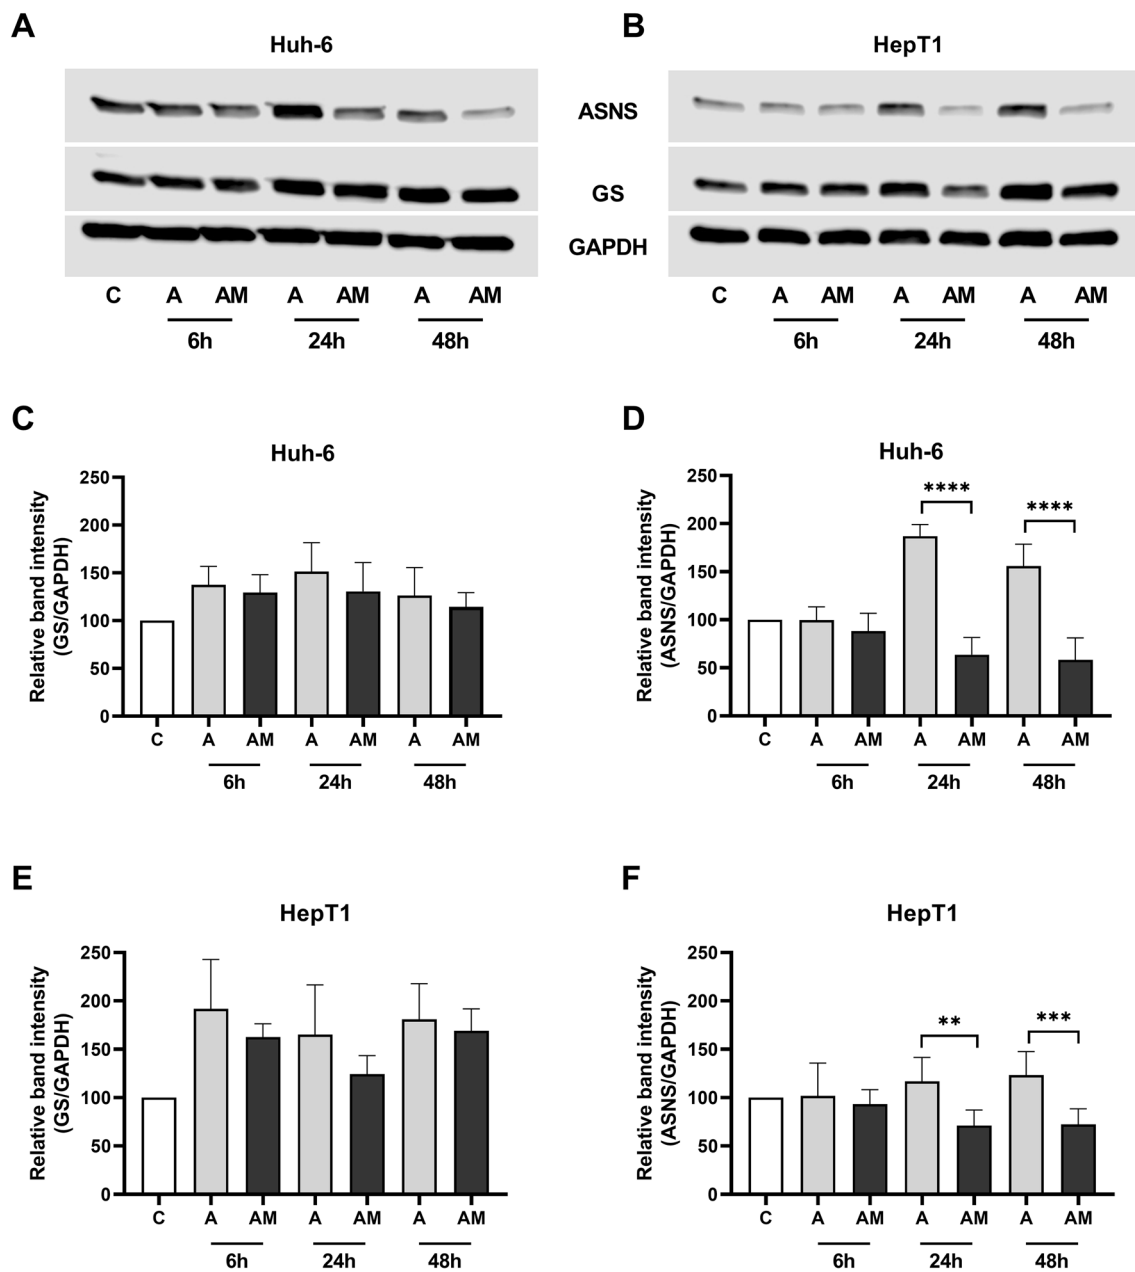 A
B
Huh-6
HepT1
ASNS
GS
GAPDH
C A AM A AM A AM
6h 24h 48h
C A AM A AM A AM
6h 24h 48h
C
Huh-6
Relative band intensity
(GS/GAPDH)
250
200
150
100
50
0
C A AM A AM A AM
6h 24h 48h
D
Huh-6
Relative band intensity
(ASNS/GAPDH)
250
200
150
100
50
0
****
****
C A AM A AM A AM
6h 24h 48h
E
HepT1
Relative band intensity
(GS/GAPDH)
250
200
150
100
50
0
C A AM A AM A AM
6h 24h 48h
F
HepT1
Relative band intensity
(ASNS/GAPDH)
250
200
150
100
50
0
**
***
C A AM A AM A AM
6h 24h 48h